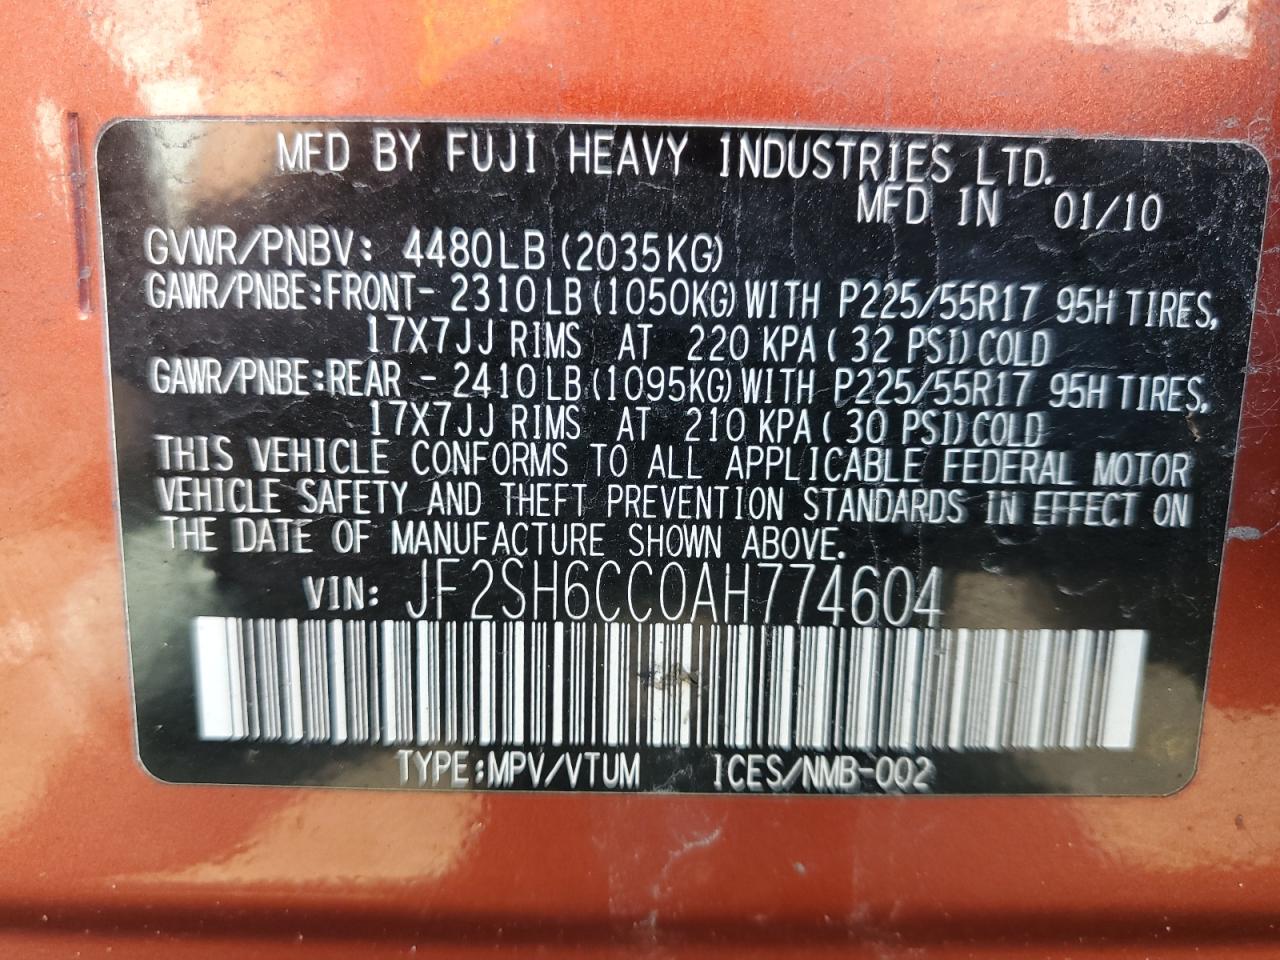 MFD BY FUJI HEAVY INDUSTRIES LTD.
MFD IN 01/10
GVWR/PNBV: 4480LB (2035KG)
GAWR/PNBE:FRONT- 2310LB (1050KG) WITH P225/55R17 95H TIRES,
17X7JJ RIMS AT 220 KPA ( 32 PSI) COLD
GAWR/PNBE:REAR - 2410LB (1095KG) WITH P225/55R17 95H TIRES,
17X7JJ RIMS AT 210 KPA ( 30 PSI) COLD
THIS VEHICLE CONFORMS TO ALL APPLICABLE FEDERAL MOTOR
VEHICLE SAFETY AND THEFT PREVENTION STANDARDS IN EFFECT ON
THE DATE OF MANUFACTURE SHOWN ABOVE.
VIN: JF2SH6CC0AH774604
TYPE:MPV/VTUM ICES/NMB-002